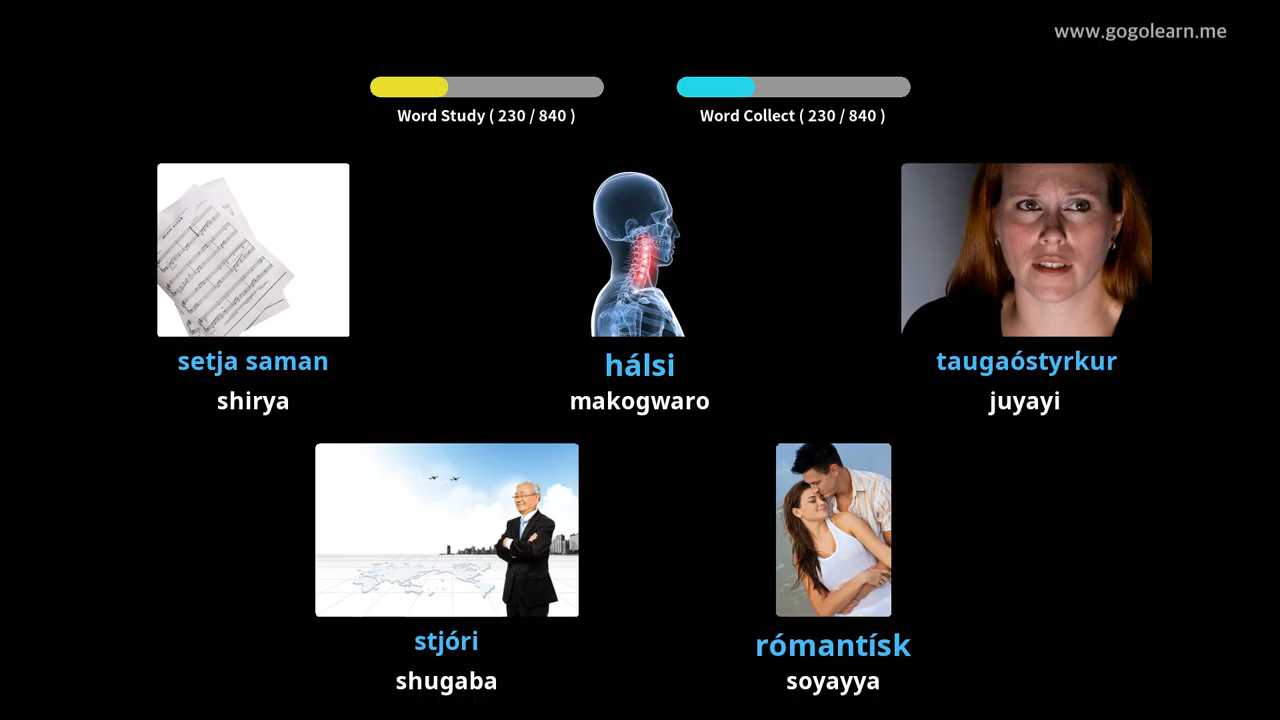 www.gogolearn.me
Word Study ( 230 / 840 )
Word Collect ( 230 / 840 )
setja saman
shirya
hálsi
makogwaro
taugaóstyrkur
juyayi
stjóri
shugaba
rómantísk
soyayya